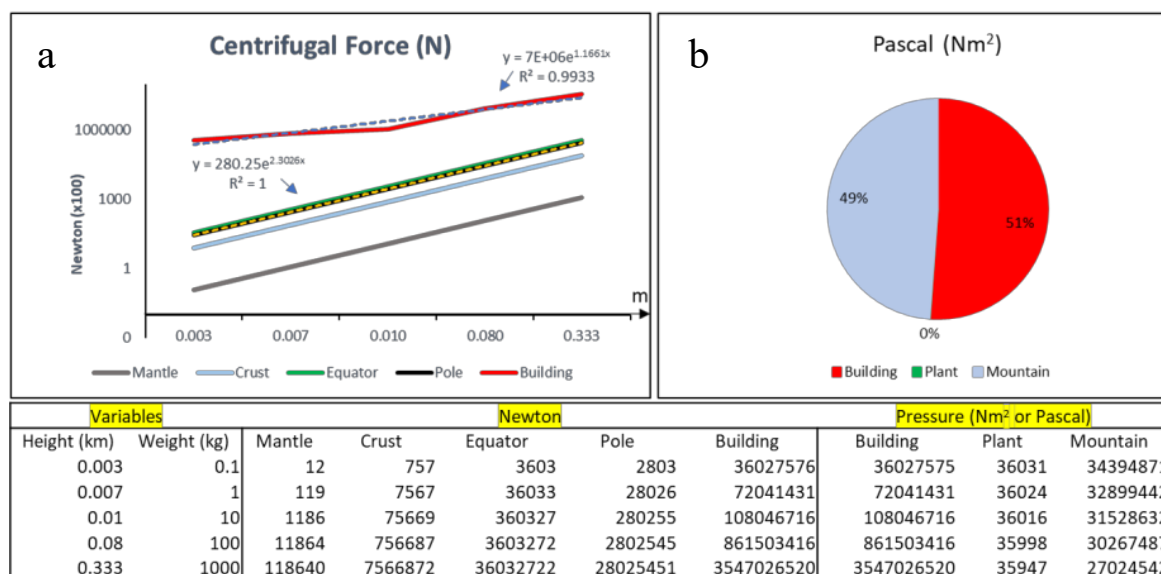 a
Centrifugal Force (N)
y = 7E+06e^1.1661x
R² = 0.9933
y = 280.25e^2.3026x
R² = 1
Newton (x100)
1000000
1000
1
0
0.003 0.007 0.010 0.080 0.333
m
Mantle Crust Equator Pole Building
b
Pascal (Nm²)
49%
51%
0%
Building Plant Mountain
Variables Newton Pressure (Nm² or Pascal)
Height (km) Weight (kg) Mantle Crust Equator Pole Building Building Plant Mountain
0.003 0.1 12 757 3603 2803 36027576 36027575 36031 34394871
0.007 1 119 7567 36033 28026 72041431 72041431 36024 32899442
0.01 10 1186 75669 360327 280255 108046716 108046716 36016 31528632
0.08 100 11864 756687 3603272 2802545 861503416 861503416 35998 30267487
0.333 1000 118640 7566872 36032722 28025451 3547026520 3547026520 35947 27024542